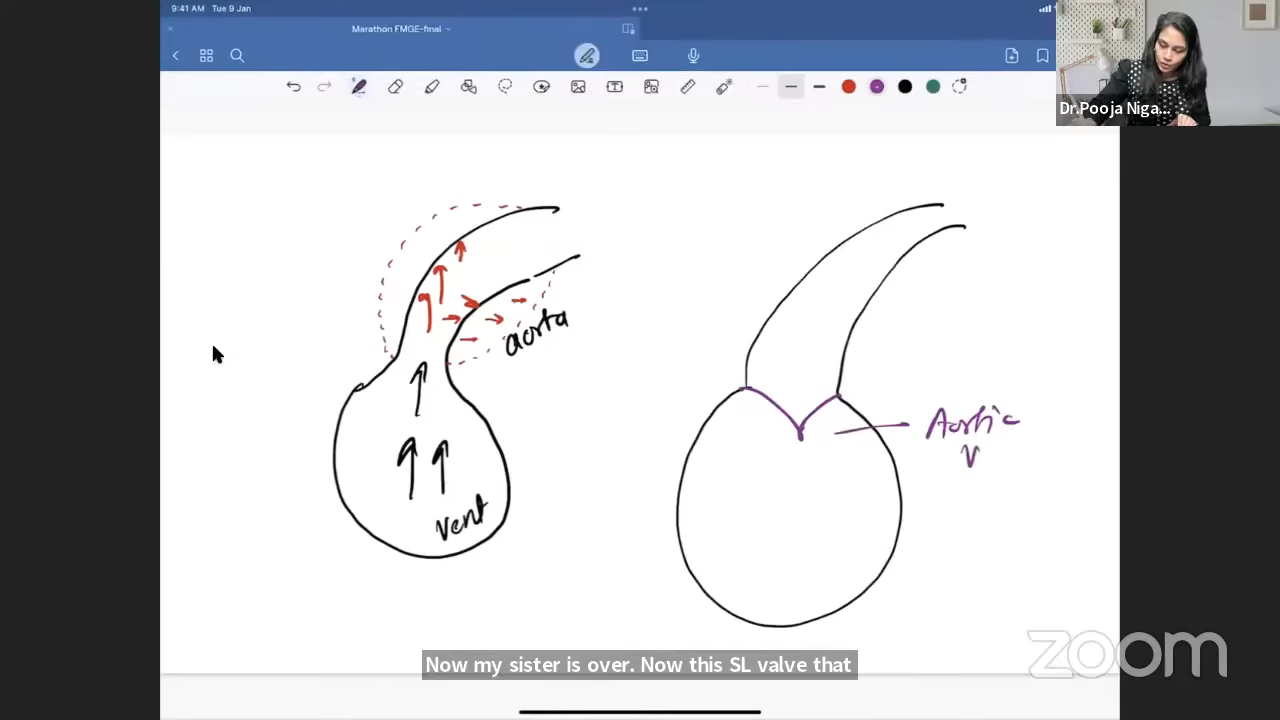 9:41 AM Tue 9 Jan
Marathon FMGE-final
Dr.Pooja Niga...
aorta
vent
Aortic
V
Now my sister is over. Now this SL valve that
zoom